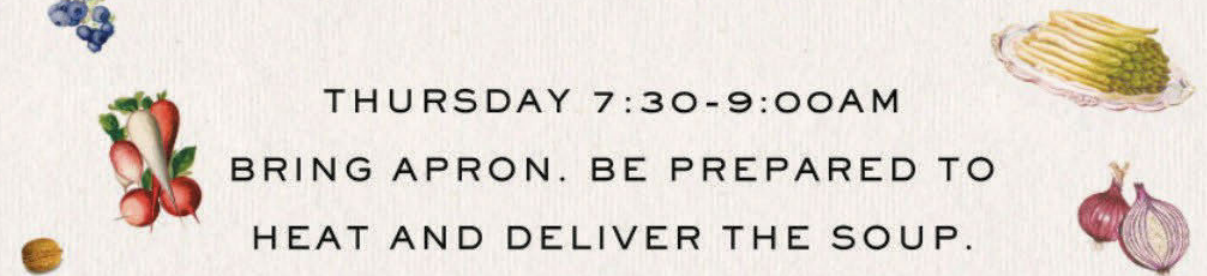 THURSDAY 7:30-9:00AM
BRING APRON. BE PREPARED TO
HEAT AND DELIVER THE SOUP.